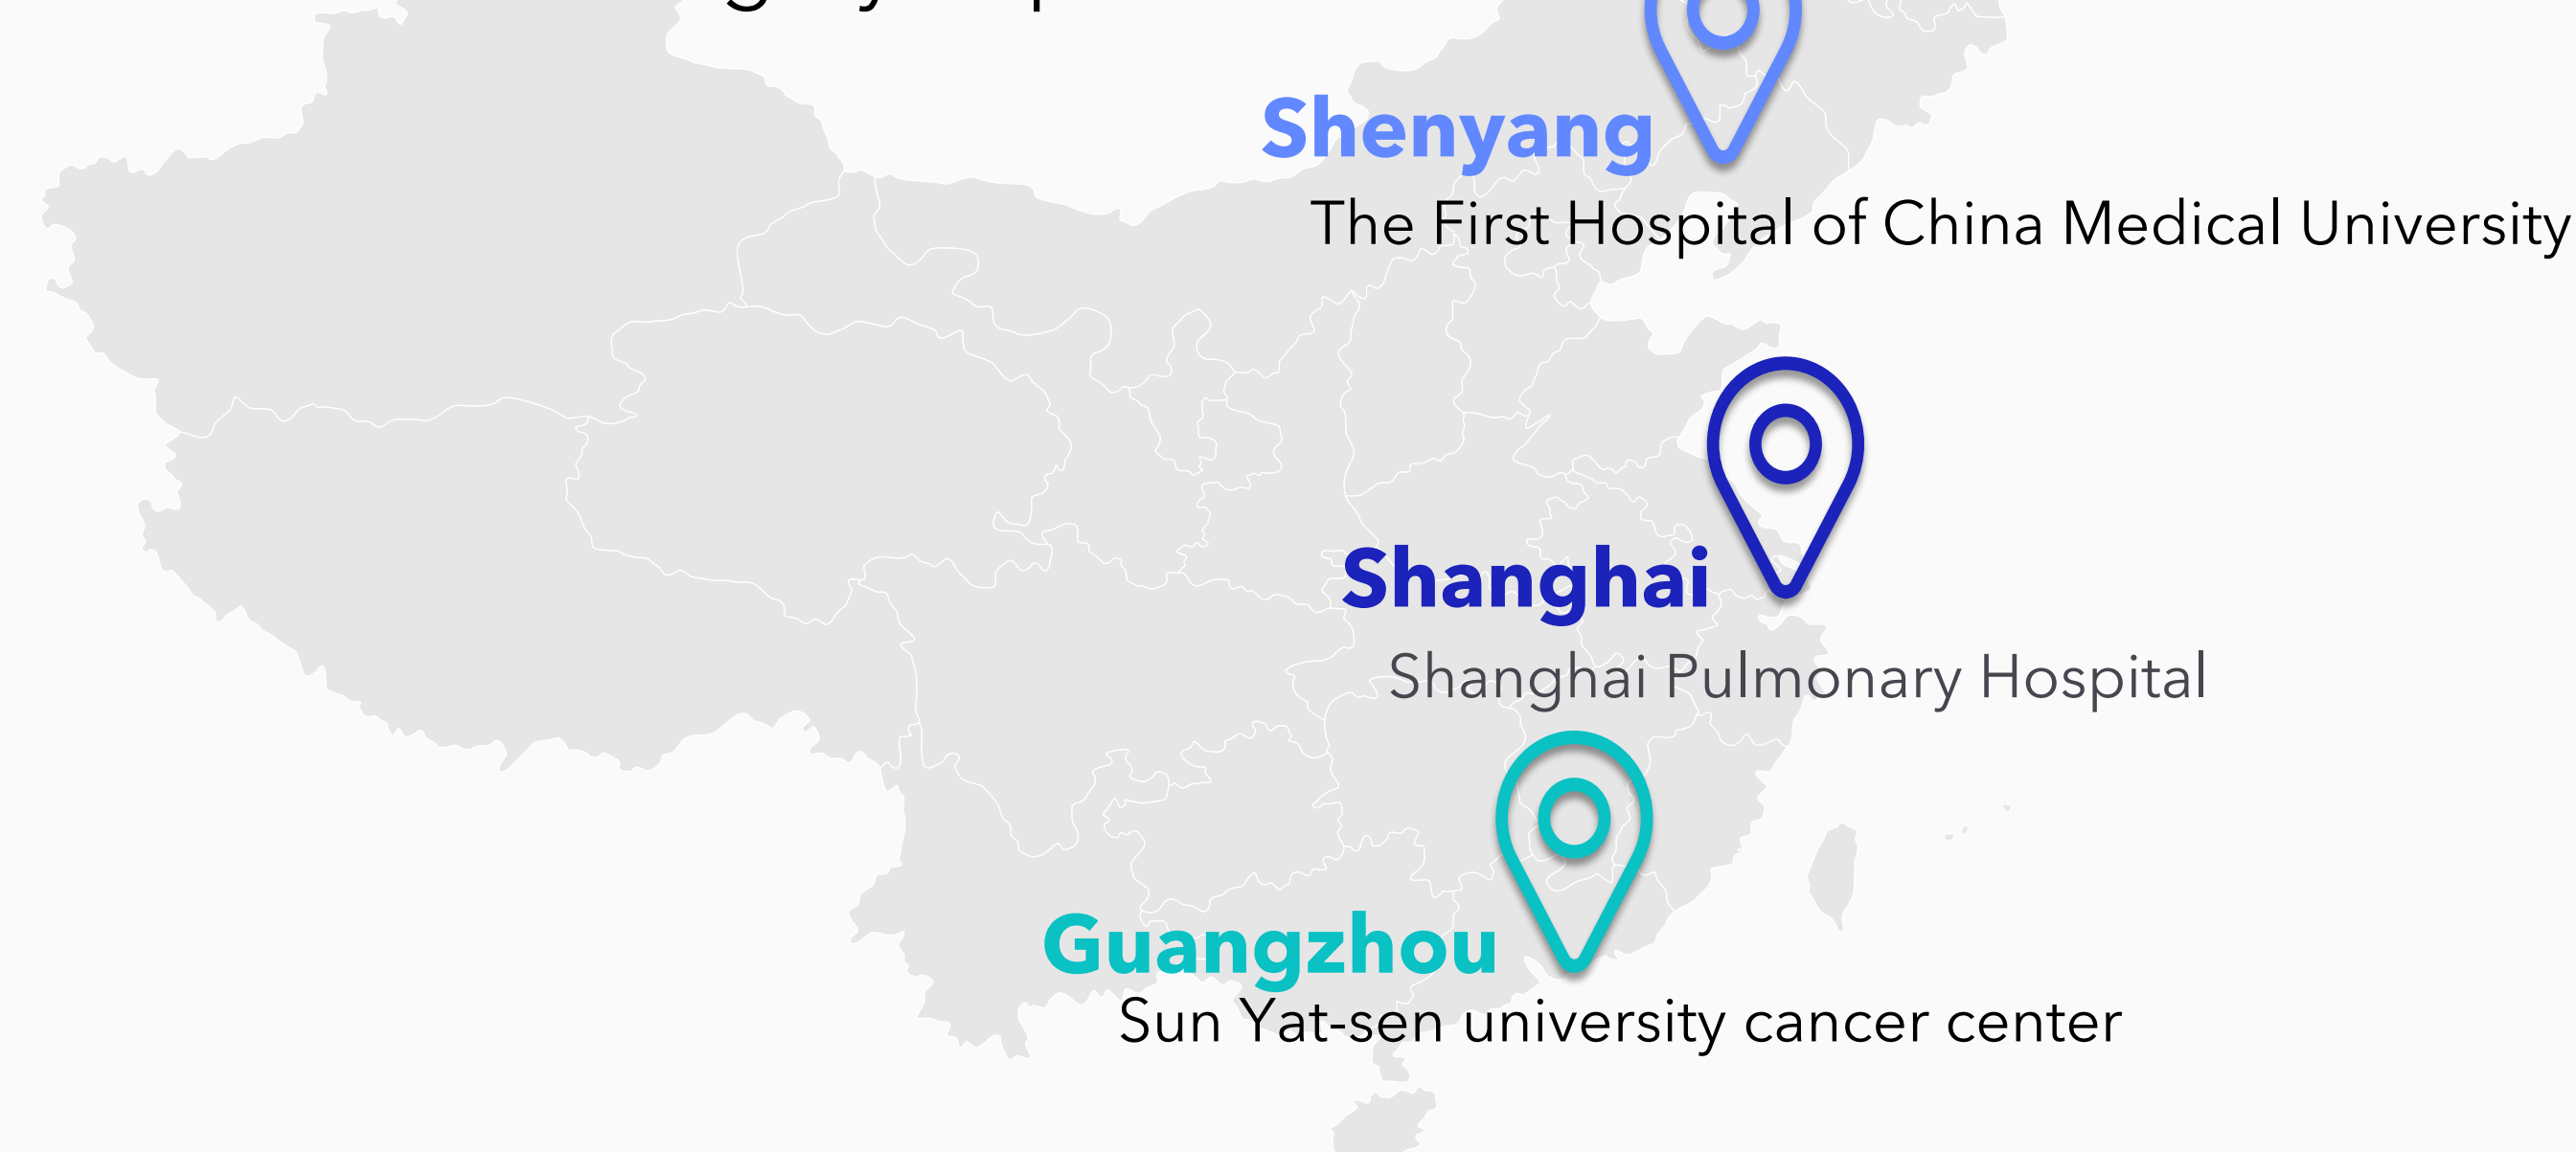 Shenyang
The First Hospital of China Medical University
Shanghai
Shanghai Pulmonary Hospital
Guangzhou
Sun Yat-sen university cancer center